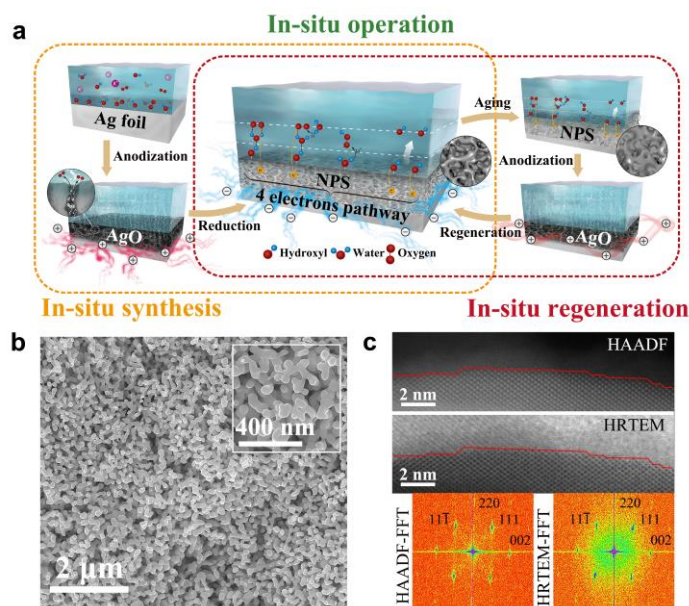 In-situ operation
a
Ag foil
Anodization
AgO
Reduction
NPS
4 electrons pathway
Hydroxyl Water Oxygen
Aging
NPS
Anodization
AgO
Regeneration
In-situ synthesis
In-situ regeneration
b
400 nm
2 μm
c
HAADF
2 nm
HRTEM
2 nm
HAADF-FFT
220
111̅
111
002
HRTEM-FFT
220
111̅
111
002